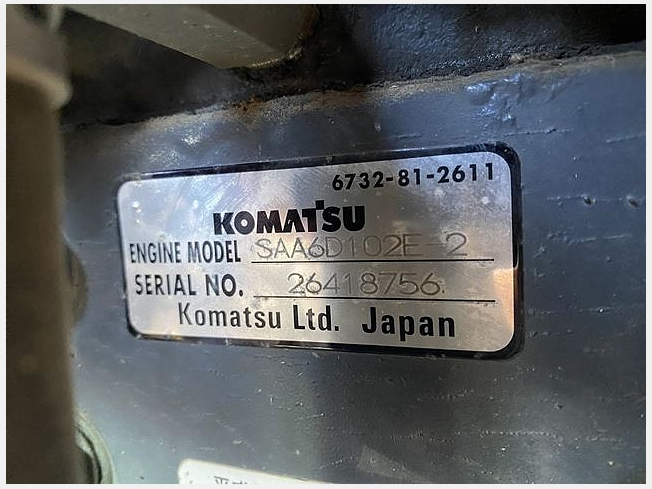 6732-81-2611
KOMATSU
ENGINE MODEL SAA6D102E-2
SERIAL NO. 26418756
Komatsu Ltd. Japan